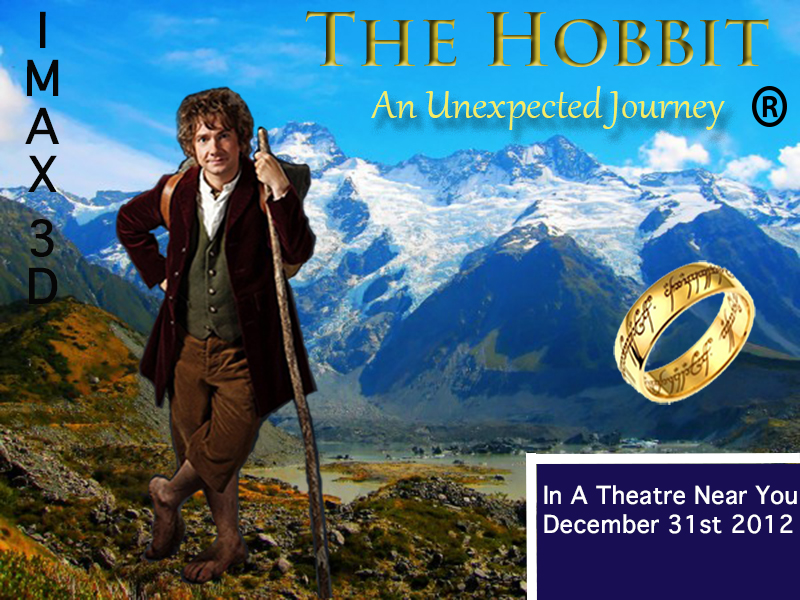 IMAX 3D
THE HOBBIT
An Unexpected Journey ®
In A Theatre Near You
December 31st 2012